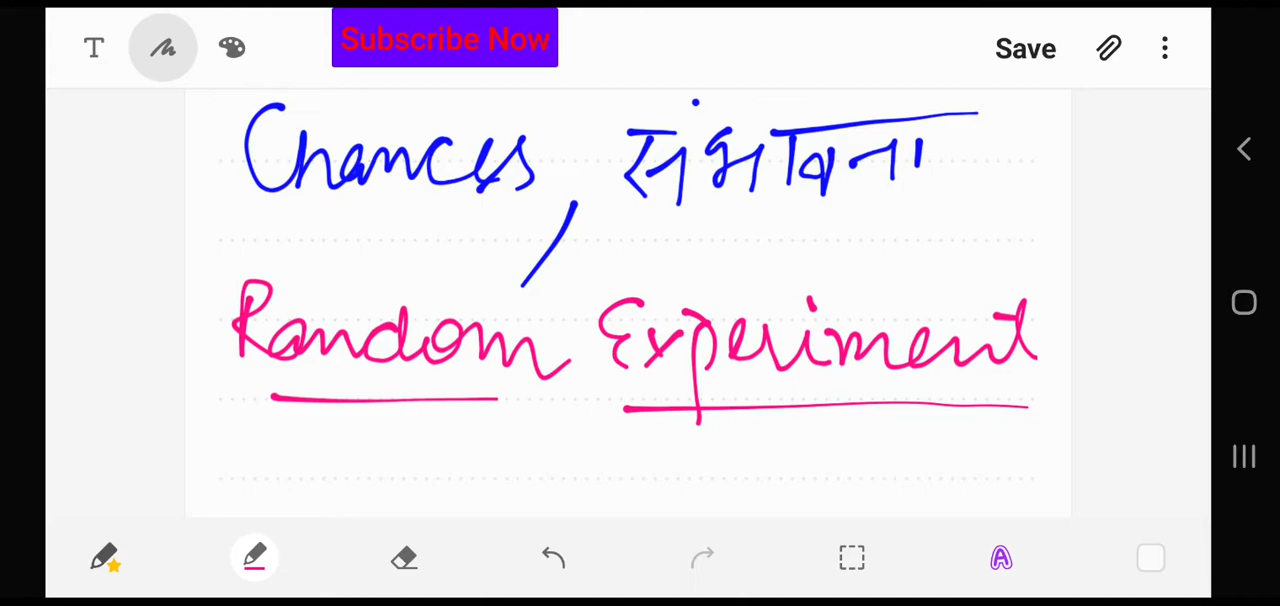 T Subscribe Now Save
Chances, संभावना
Random Experiment
A